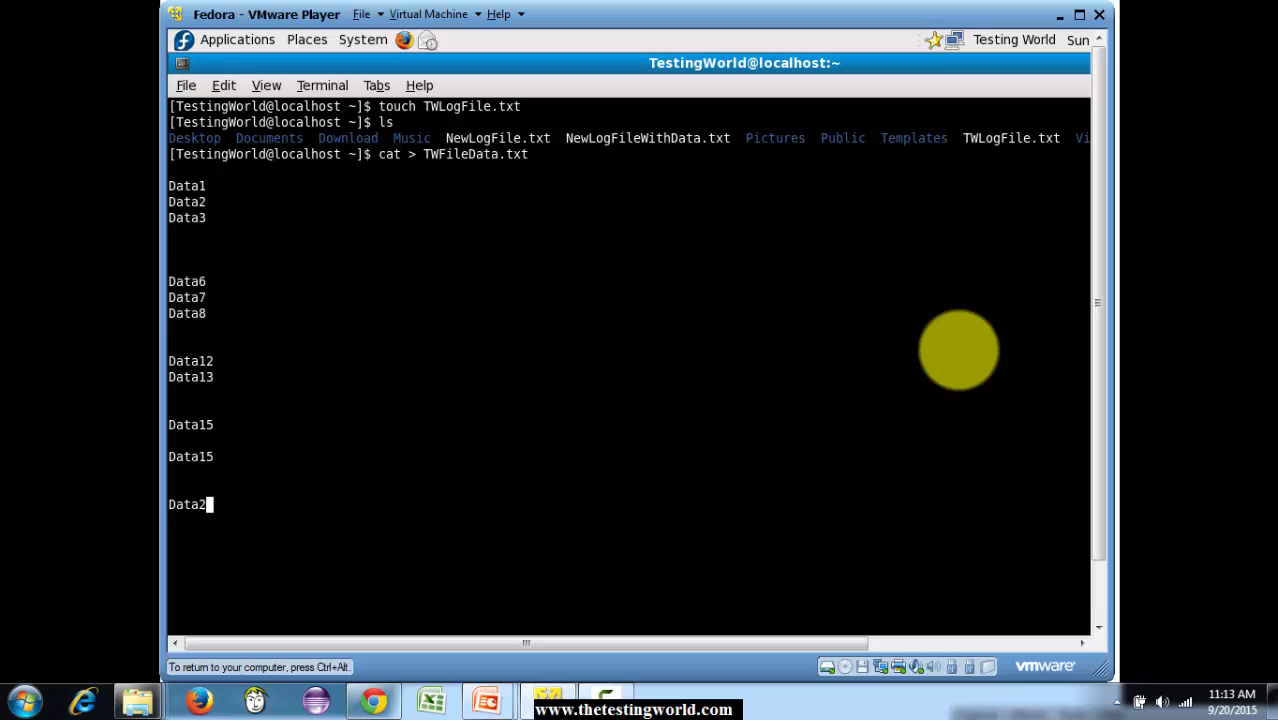 Fedora - VMware Player File Virtual Machine Help
Applications Places System Testing World Sun
TestingWorld@localhost:~
File Edit View Terminal Tabs Help
[TestingWorld@localhost ~]$ touch TWLogFile.txt
[TestingWorld@localhost ~]$ ls
Desktop Documents Download Music NewLogFile.txt NewLogFileWithData.txt Pictures Public Templates TWLogFile.txt Vi
[TestingWorld@localhost ~]$ cat > TWFileData.txt
Data1
Data2
Data3
Data6
Data7
Data8
Data12
Data13
Data15
Data15
Data2
To return to your computer, press Ctrl+Alt.
vmware
11:13 AM
9/20/2015
www.thetestingworld.com